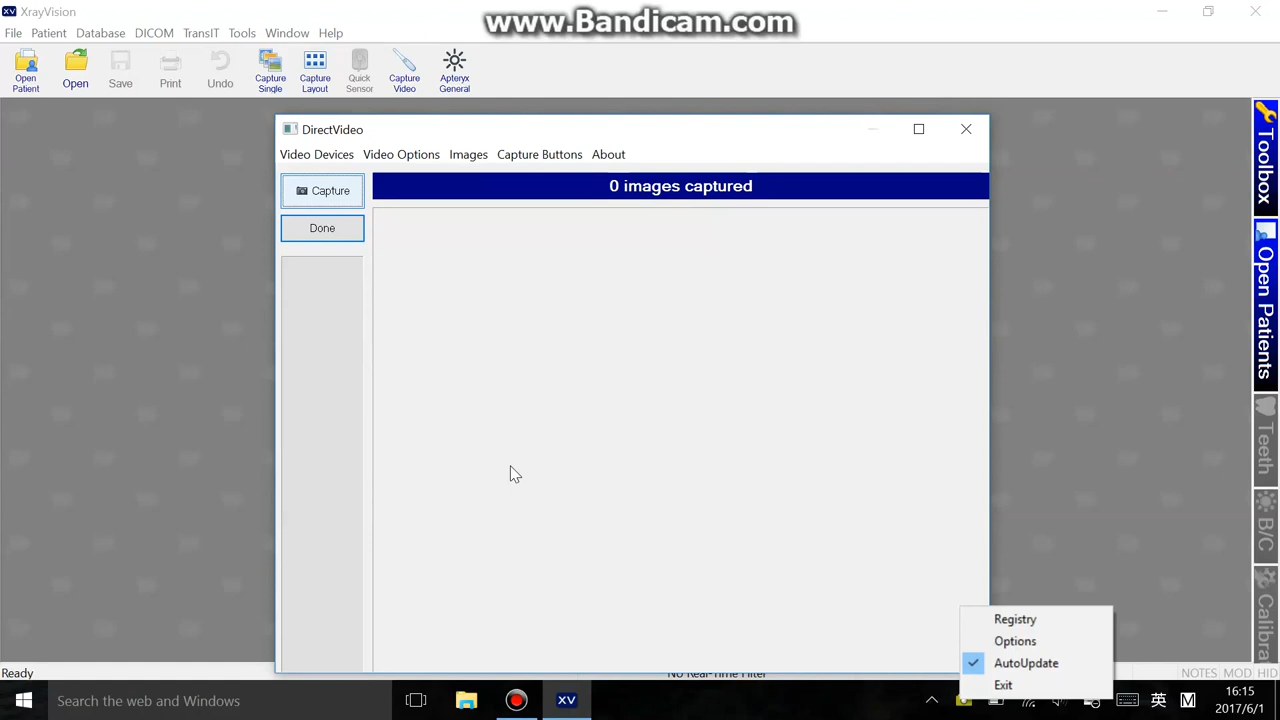 XrayVision
www.Bandicam.com
File Patient Database DICOM TransIT Tools Window Help
Open Patient
Open
Save
Print
Undo
Capture Single
Capture Layout
Quick Sensor
Capture Video
Apteryx General
DirectVideo
Video Devices Video Options Images Capture Buttons About
Capture
0 images captured
Done
Toolbox
Open Patients
Teeth
B/C
Calibra
Registry
Options
AutoUpdate
Exit
Ready
No Real-Time Filter
NOTES MOD HID
Search the web and Windows
XV
英
M
16:15
2017/6/1